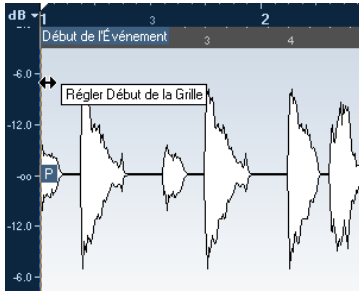 dB 1 3 2
Début de l'Événement
3 4
-6.0
Régler Début de la Grille
-12.0
-∞ P
-12.0
-6.0